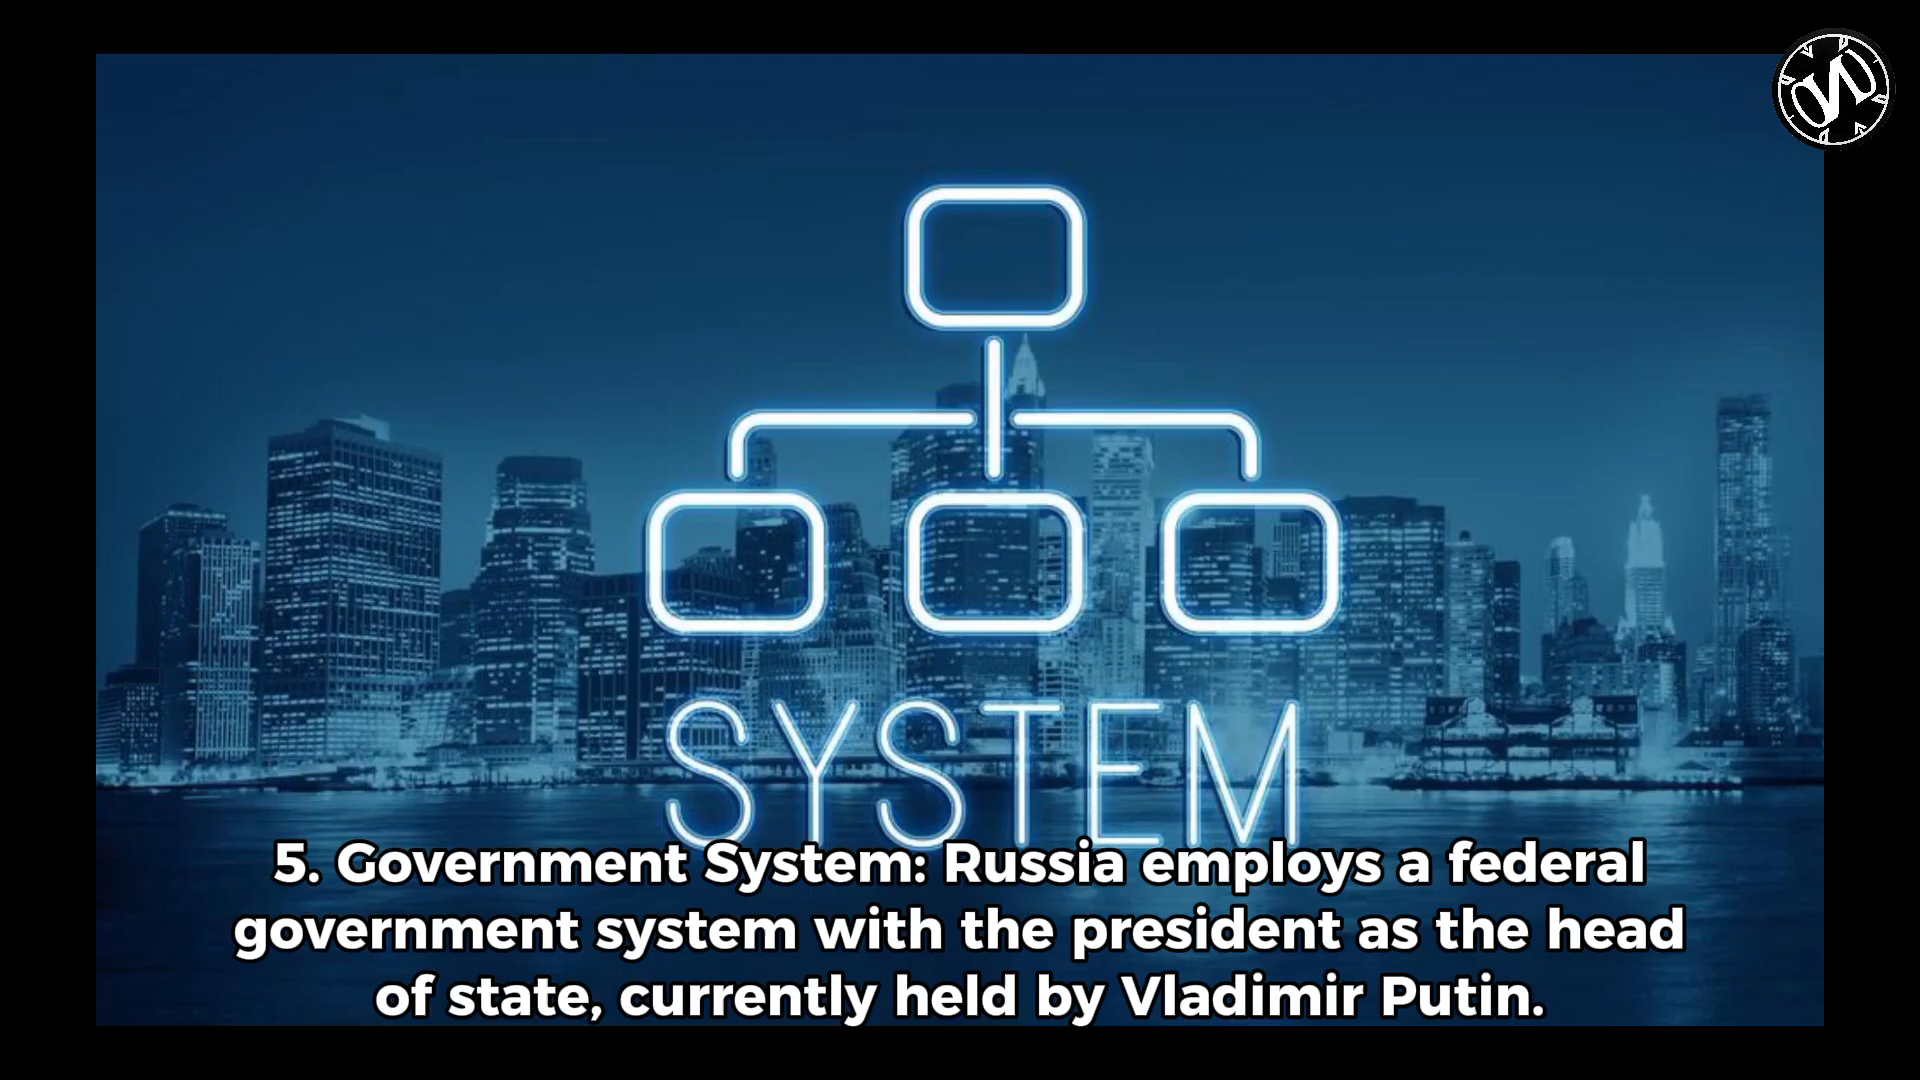 SYSTEM
5. Government System: Russia employs a federal
government system with the president as the head
of state, currently held by Vladimir Putin.